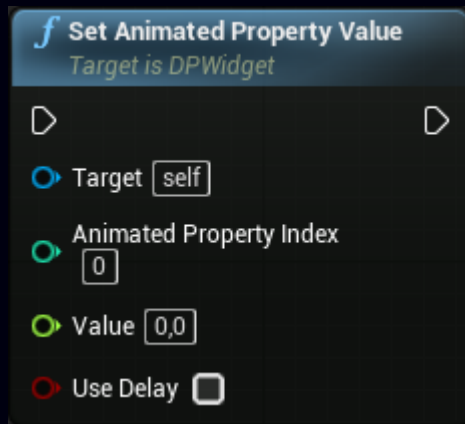 f Set Animated Property Value
Target is DPWidget
Target self
Animated Property Index
0
Value 0,0
Use Delay